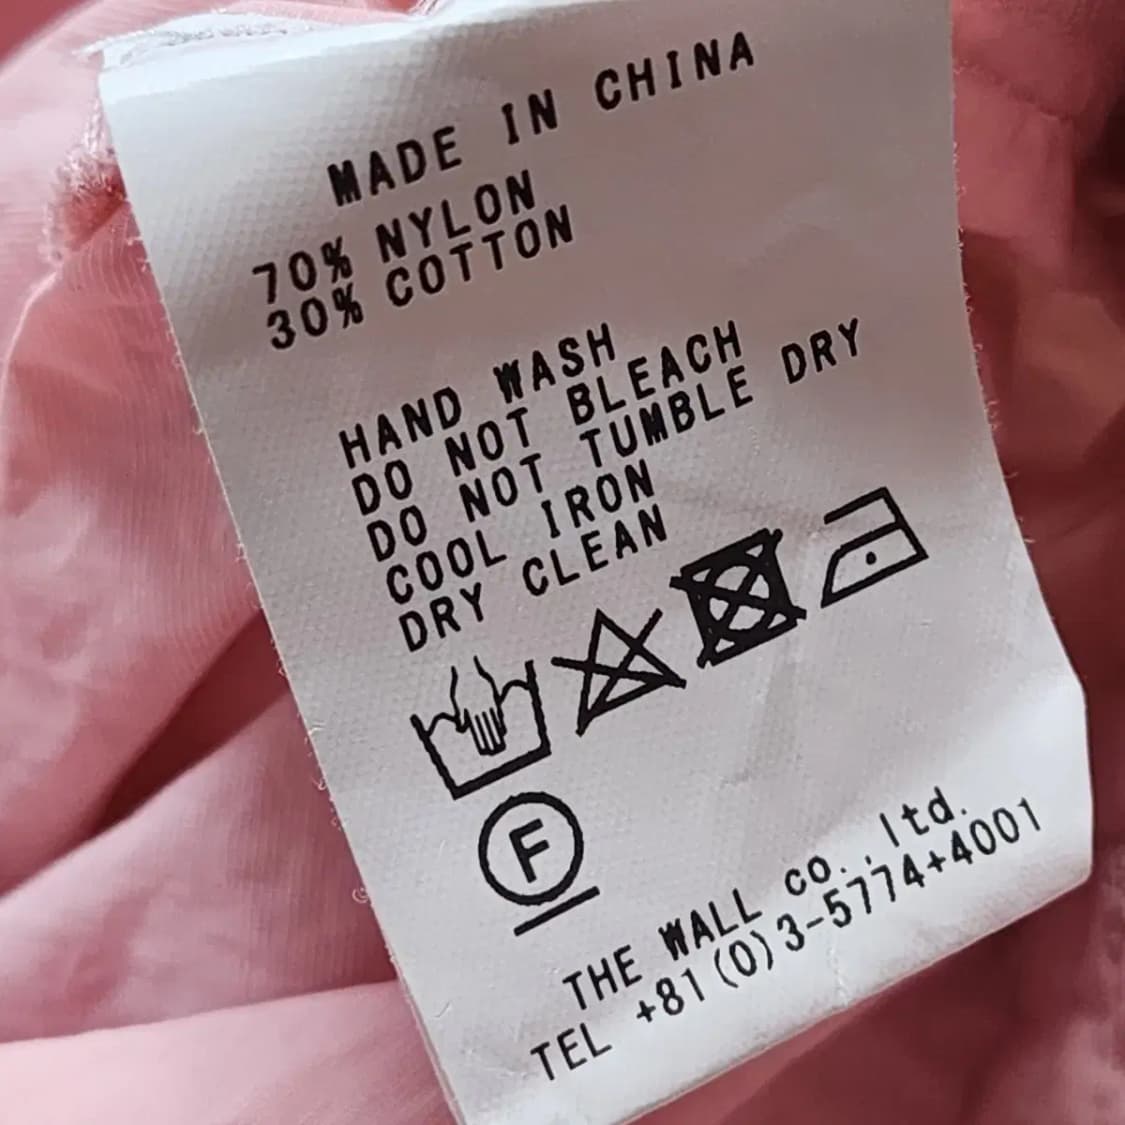 MADE IN CHINA
70% NYLON
30% COTTON
HAND WASH
DO NOT BLEACH
DO NOT TUMBLE DRY
COOL IRON
DRY CLEAN
F
THE WALL co.,ltd.
TEL +81(0)3-5774+4001